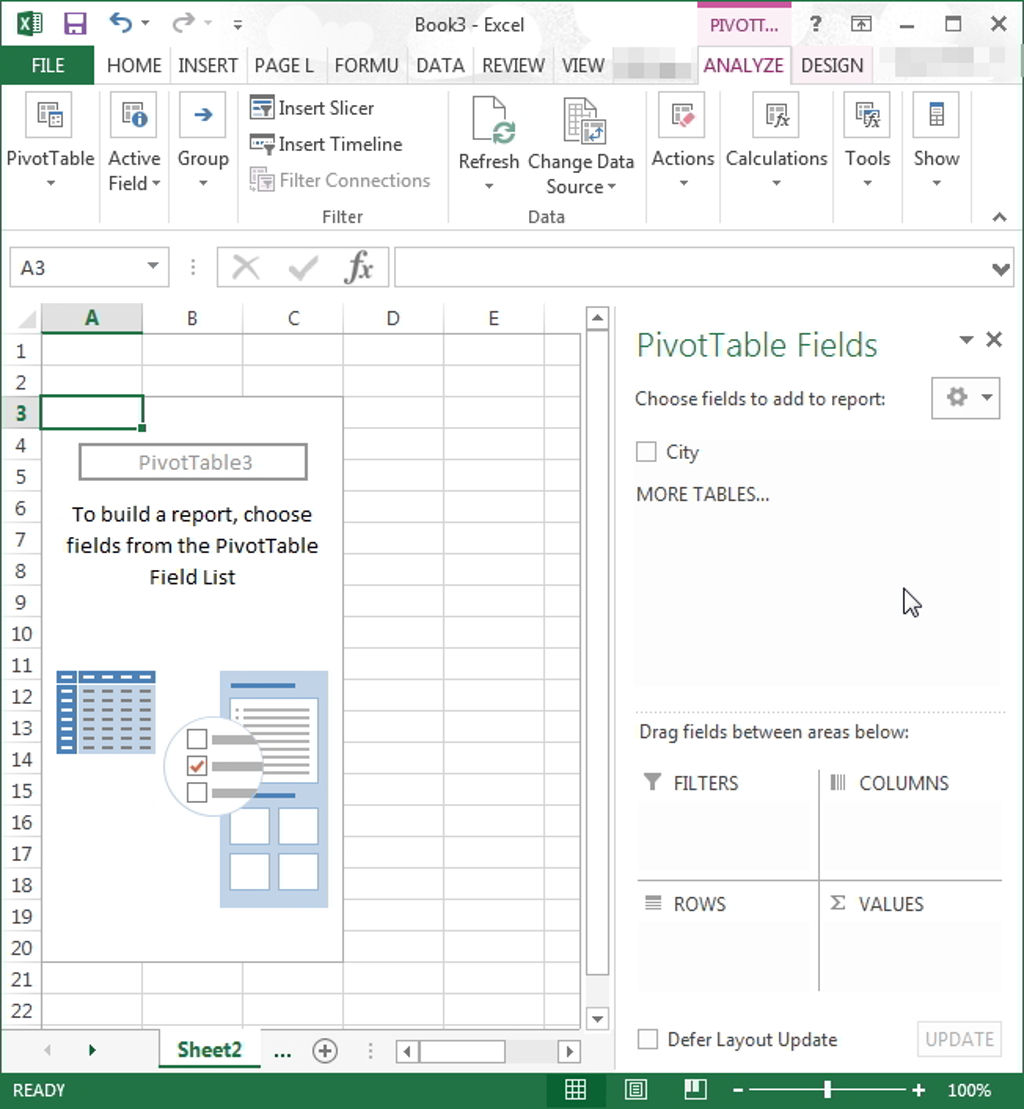 Book3 - Excel
PIVOTT...
?
FILE HOME INSERT PAGE L FORMU DATA REVIEW VIEW ANALYZE DESIGN
PivotTable
Active
Field
Group
Insert Slicer
Insert Timeline
Filter Connections
Filter
Refresh
Change Data
Source
Data
Actions
Calculations
Tools
Show
A3
fx
A B C D E
1
2
3
4
5
6
7
8
9
10
11
12
13
14
15
16
17
18
19
20
21
22
PivotTable3
To build a report, choose
fields from the PivotTable
Field List
PivotTable Fields
Choose fields to add to report:
City
MORE TABLES...
Drag fields between areas below:
FILTERS
COLUMNS
ROWS
Σ VALUES
Defer Layout Update
UPDATE
Sheet2 ...
READY
100%